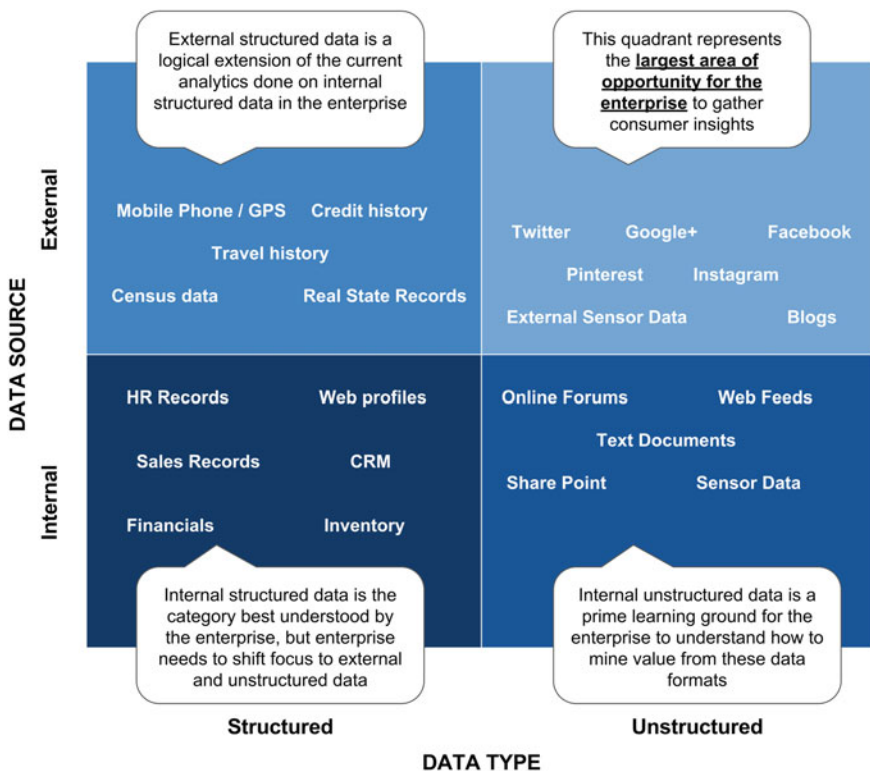 External structured data is a
logical extension of the current
analytics done on internal
structured data in the enterprise
This quadrant represents
the largest area of
opportunity for the
enterprise to gather
consumer insights
External
Mobile Phone / GPS Credit history
Travel history
Census data Real State Records
Twitter Google+ Facebook
Pinterest Instagram
External Sensor Data Blogs
DATA SOURCE
Internal
HR Records Web profiles
Sales Records CRM
Financials Inventory
Online Forums Web Feeds
Text Documents
Share Point Sensor Data
Internal structured data is the
category best understood by
the enterprise, but enterprise
needs to shift focus to external
and unstructured data
Internal unstructured data is a
prime learning ground for the
enterprise to understand how to
mine value from these data
formats
Structured Unstructured
DATA TYPE